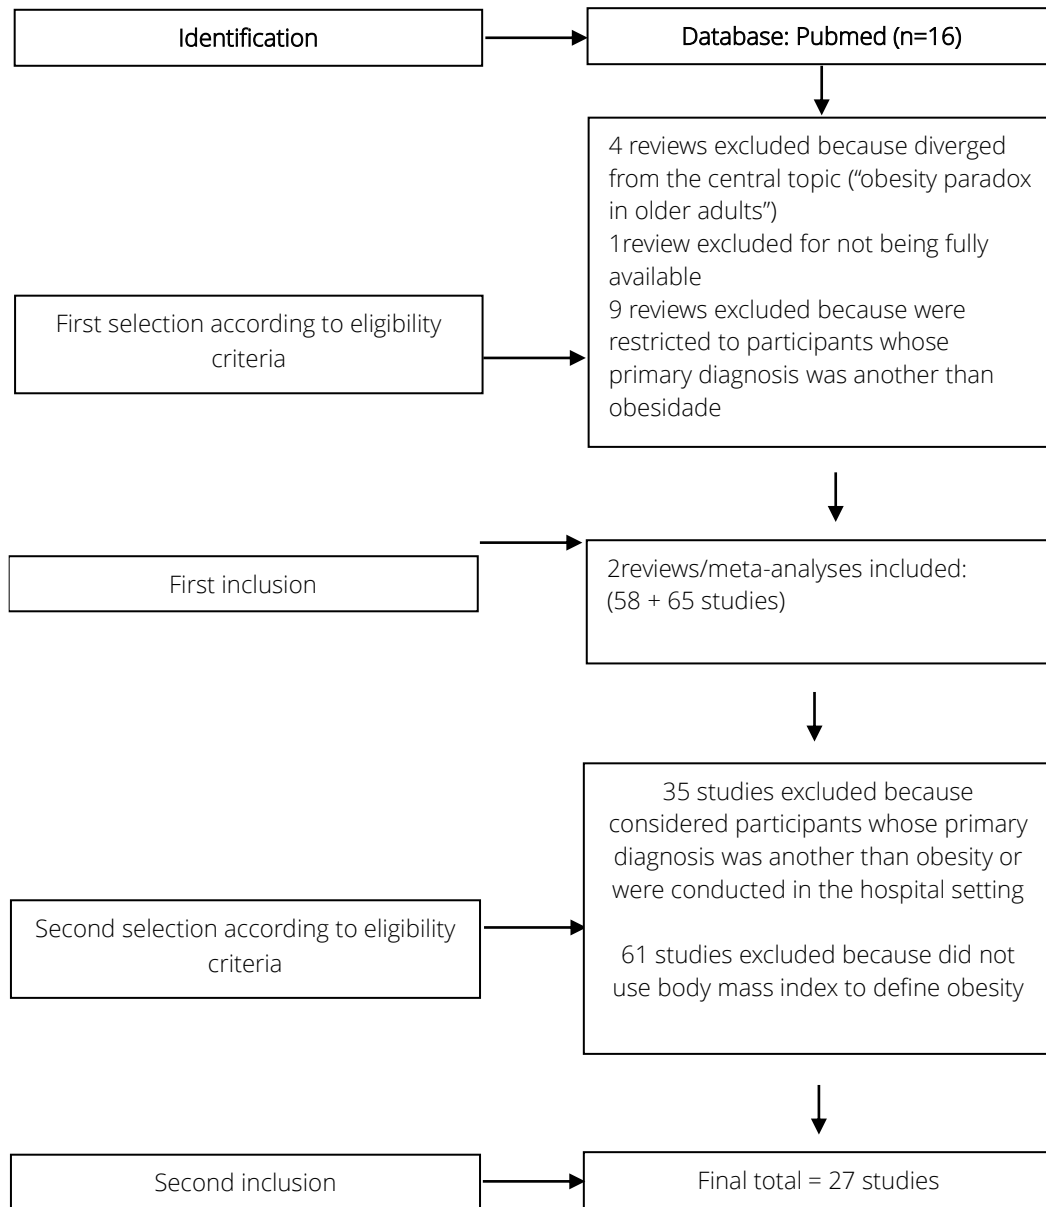 Identification
Database: Pubmed (n=16)
4 reviews excluded because diverged
from the central topic (“obesity paradox
in older adults”)
1review excluded for not being fully
available
9 reviews excluded because were
restricted to participants whose
primary diagnosis was another than
obesidade
First selection according to eligibility
criteria
First inclusion
2reviews/meta-analyses included:
(58 + 65 studies)
35 studies excluded because
considered participants whose primary
diagnosis was another than obesity or
were conducted in the hospital setting
61 studies excluded because did not
use body mass index to define obesity
Second selection according to eligibility
criteria
Second inclusion
Final total = 27 studies